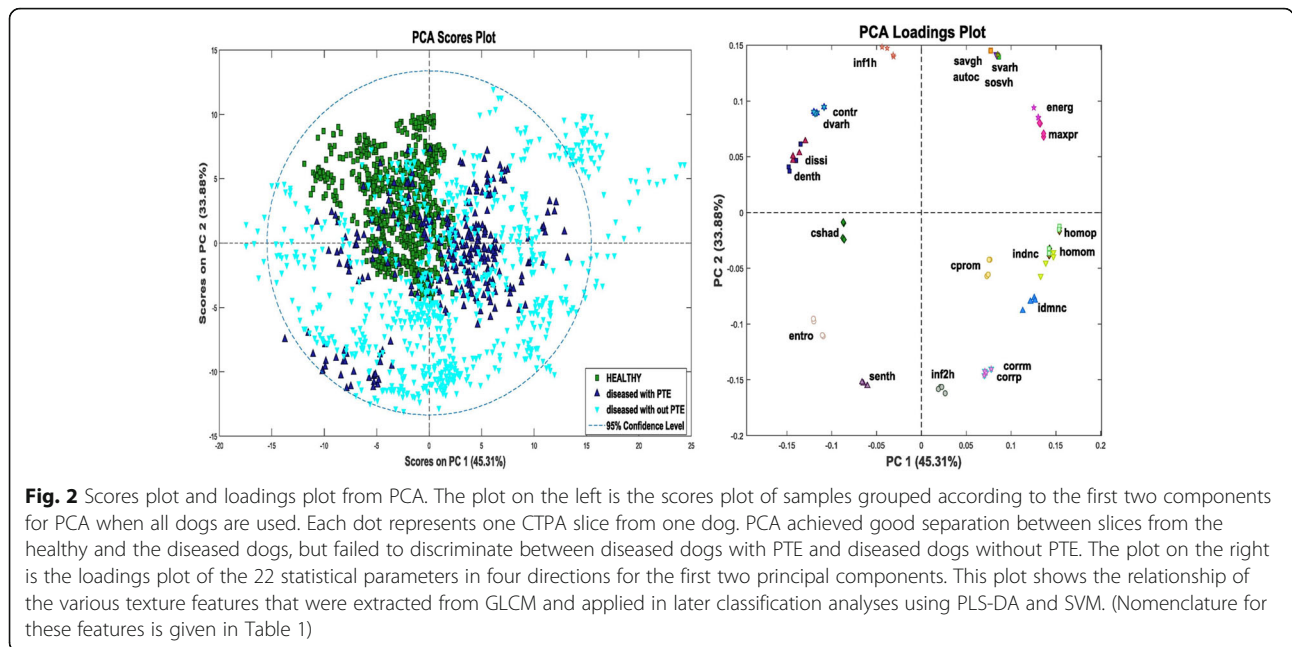 PCA Scores Plot
15
10
5
0
-5
-10
-15
-20
-15
-10
-5
0
5
10
15
20
25
Scores on PC 2 (33.88%)
Scores on PC 1 (45.31%)
HEALTHY
diseased with PTE
diseased with out PTE
95% Confidence Level
PCA Loadings Plot
0.15
0.1
0.05
0
-0.05
-0.1
-0.15
-0.2
-0.15
-0.1
-0.05
0
0.05
0.1
0.15
0.2
PC 2 (33.88%)
PC 1 (45.31%)
inf1h
savgh
svarh
autoc
sosvh
energ
maxpr
contr
dvarh
dissi
denth
cshad
homop
indnc
homom
cprom
idmnc
entro
senth
inf2h
corrm
corrp
Fig. 2 Scores plot and loadings plot from PCA. The plot on the left is the scores plot of samples grouped according to the first two components
for PCA when all dogs are used. Each dot represents one CTPA slice from one dog. PCA achieved good separation between slices from the
healthy and the diseased dogs, but failed to discriminate between diseased dogs with PTE and diseased dogs without PTE. The plot on the right
is the loadings plot of the 22 statistical parameters in four directions for the first two principal components. This plot shows the relationship of
the various texture features that were extracted from GLCM and applied in later classification analyses using PLS-DA and SVM. (Nomenclature for
these features is given in Table 1)